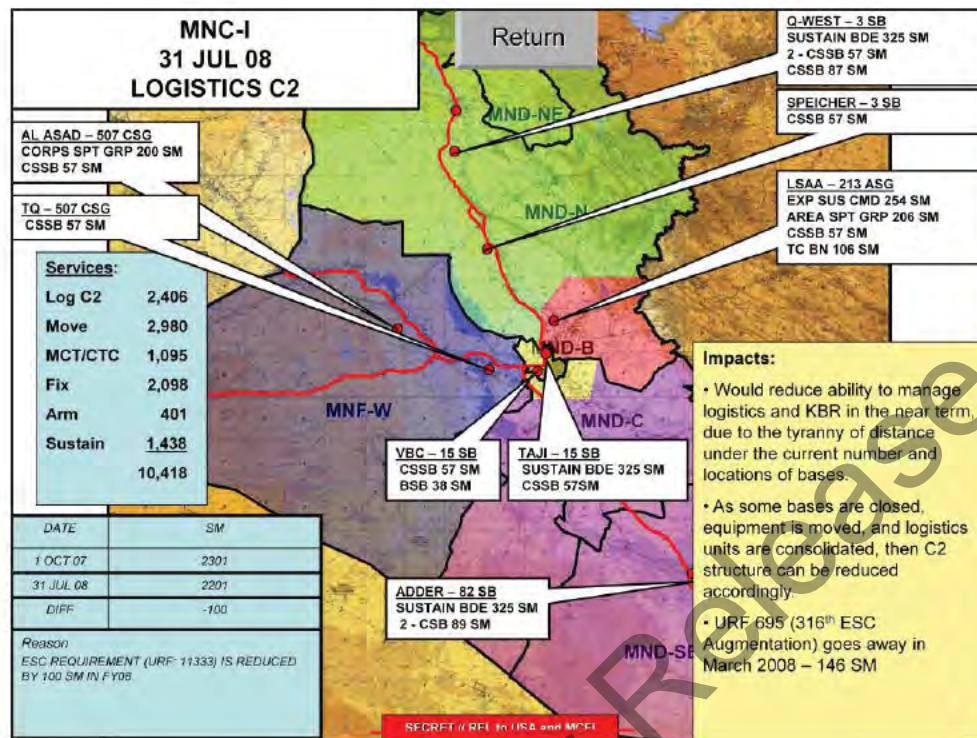 MNC-I
31 JUL 08
LOGISTICS C2
Return
Q-WEST – 3 SB
SUSTAIN BDE 325 SM
2 - CSSB 57 SM
CSSB 87 SM
SPEICHER – 3 SB
CSSB 57 SM
LSAA – 213 ASG
EXP SUS CMD 254 SM
AREA SPT GRP 206 SM
CSSB 57 SM
TC BN 106 SM
AL ASAD – 507 CSG
CORPS SPT GRP 200 SM
CSSB 57 SM
TQ – 507 CSG
CSSB 57 SM
MND-NE
MND-N
MND-B
MNF-W
MND-C
Services:
Log C2 2,406
Move 2,980
MCT/CTC 1,095
Fix 2,098
Arm 401
Sustain 1,438
10,418
VBC – 15 SB
CSSB 57 SM
BSB 38 SM
TAJI – 15 SB
SUSTAIN BDE 325 SM
CSSB 57SM
ADDER – 82 SB
SUSTAIN BDE 325 SM
2 - CSB 89 SM
MND-SE
DATE SM
1 OCT 07 2301
31 JUL 08 2201
DIFF -100
Reason
ESC REQUIREMENT (URF: 11333) IS REDUCED
BY 100 SM IN FY08.
Impacts:
• Would reduce ability to manage
logistics and KBR in the near term,
due to the tyranny of distance
under the current number and
locations of bases.
• As some bases are closed,
equipment is moved, and logistics
units are consolidated, then C2
structure can be reduced
accordingly.
• URF 695 (316th ESC
Augmentation) goes away in
March 2008 – 146 SM
SECRET // REL to USA and MCFI
Release